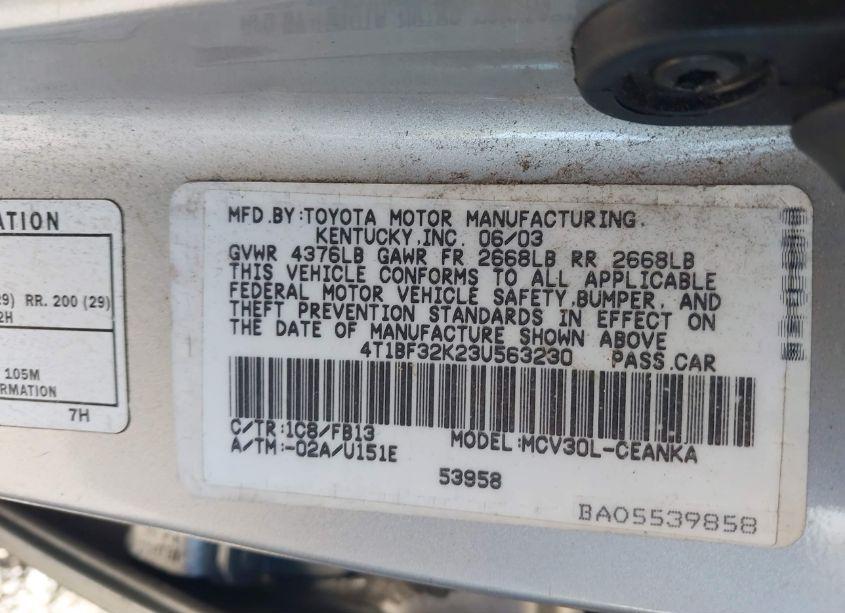 ATION
29) RR. 200 (29)
2H
105M
ORMATION
7H
MFD.BY:TOYOTA MOTOR MANUFACTURING,
KENTUCKY,INC. 06/03
GVWR 4376LB GAWR FR 2668LB RR 2668LB
THIS VEHICLE CONFORMS TO ALL APPLICABLE
FEDERAL MOTOR VEHICLE SAFETY,BUMPER, AND
THEFT PREVENTION STANDARDS IN EFFECT ON
THE DATE OF MANUFACTURE SHOWN ABOVE
4T1BF32K23U563230 PASS.CAR
C/TR:1C8/FB13 MODEL:MCV30L-CEANKA
A/TM:-02A/U151E
53958
BA05539858